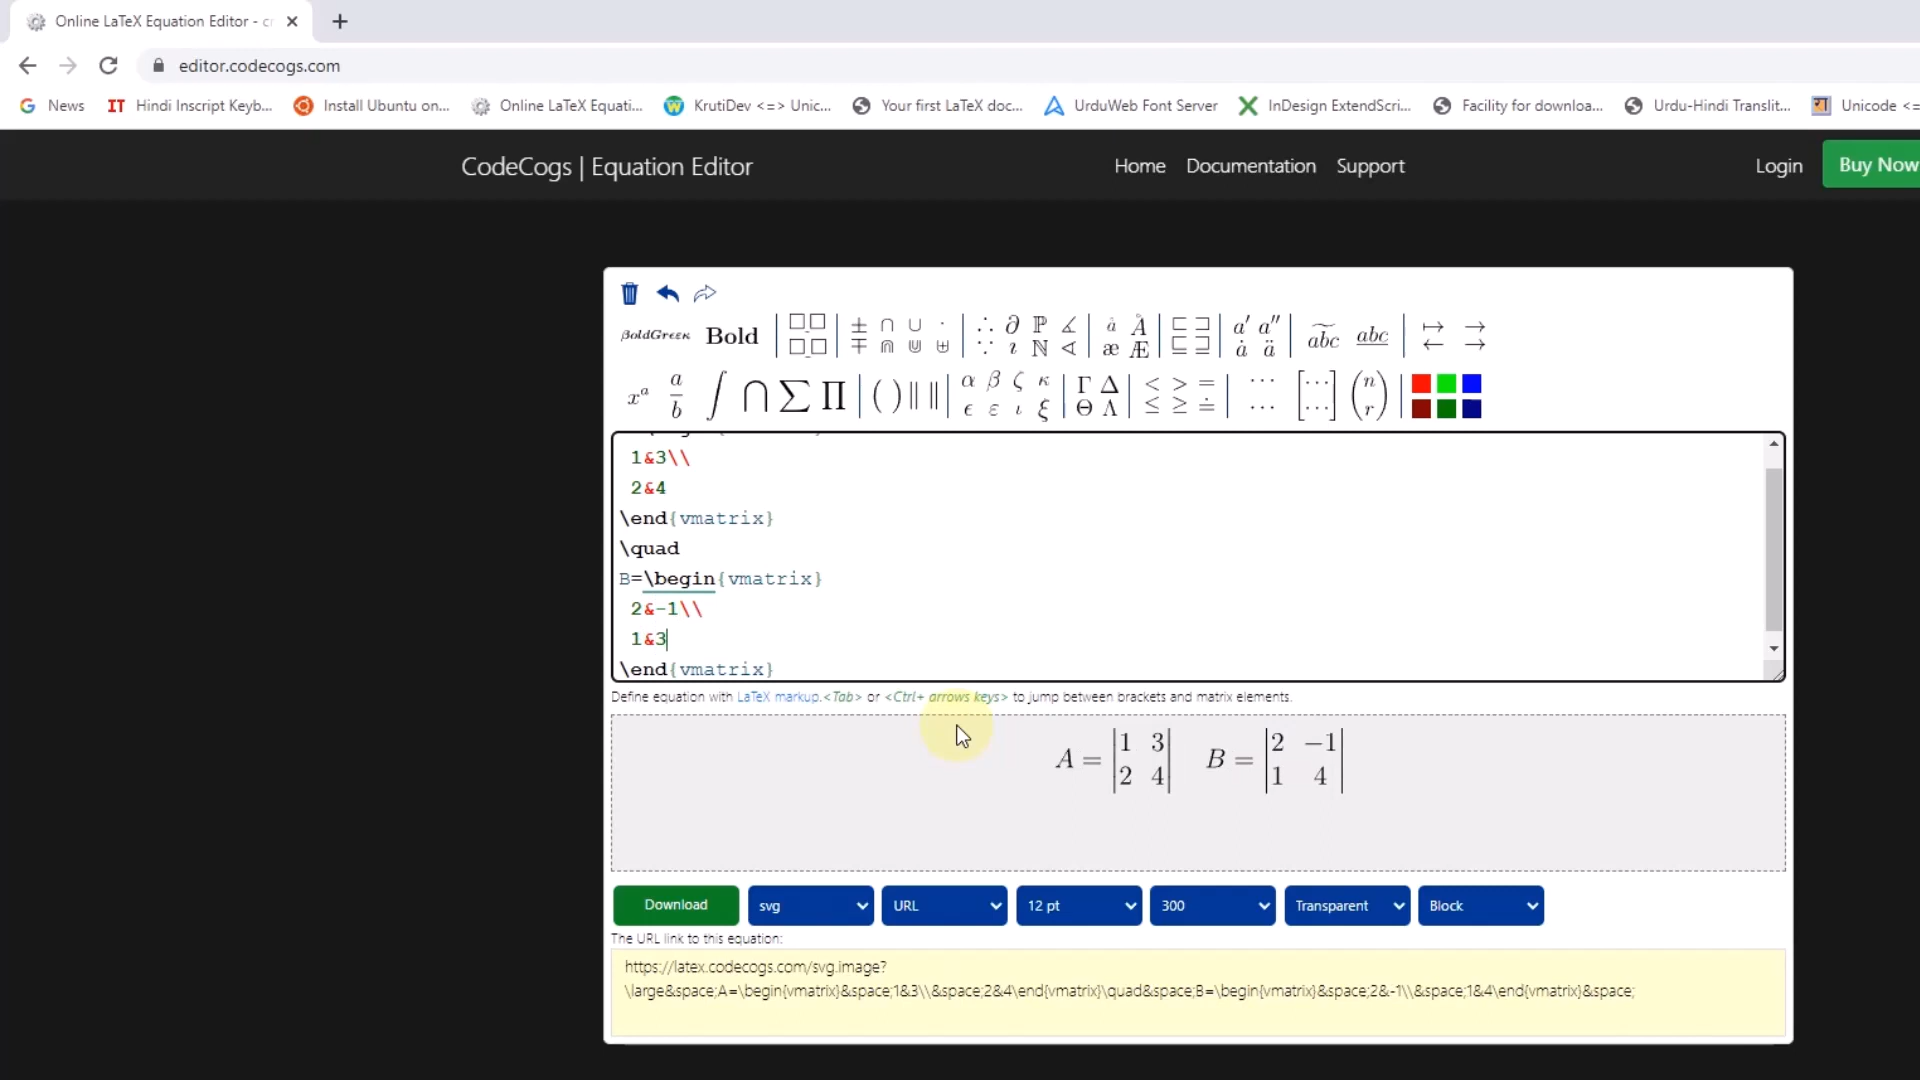 Online LaTeX Equation Editor - cr
editor.codecogs.com
News
Hindi Inscript Keyb...
Install Ubuntu on...
Online LaTeX Equati...
KrutiDev <=> Unic...
Your first LaTeX doc...
UrduWeb Font Server
InDesign ExtendScri...
Facility for downloa...
Urdu-Hindi Translit...
Unicode <=
CodeCogs | Equation Editor
Home Documentation Support
Login
Buy Now
βoldGreek Bold ± ∩ ∪ · ∴ ∂ ℙ ∡ å Å ⊏ ⊐ a′ a″ abc abc ↦ →
∓ ⋒ ⋓ ⊎ ∵ ı ℕ ∢ æ Æ ⊑ ⊒ ȧ ä ← →
xᵃ a/b ∫ ∩ ∑ ∏ ( ) || || α β ζ κ Γ Δ < > = ... [...] (n r)
ϵ ε ι ξ Θ Λ ≤ ≥ ≐ ...
1&3\\
2&4
\end{vmatrix}
\quad
B=\begin{vmatrix}
2&-1\\
1&3
\end{vmatrix}
Define equation with LaTeX markup.<Tab> or <Ctrl+ arrows keys> to jump between brackets and matrix elements.
A = |1 3| B = |2 −1|
|2 4| |1 4|
Download svg URL 12 pt 300 Transparent Block
The URL link to this equation:
https://latex.codecogs.com/svg.image?
\large&space;A=\begin{vmatrix}&space;1&3\\&space;2&4\end{vmatrix}\quad&space;B=\begin{vmatrix}&space;2&-1\\&space;1&4\end{vmatrix}&space;